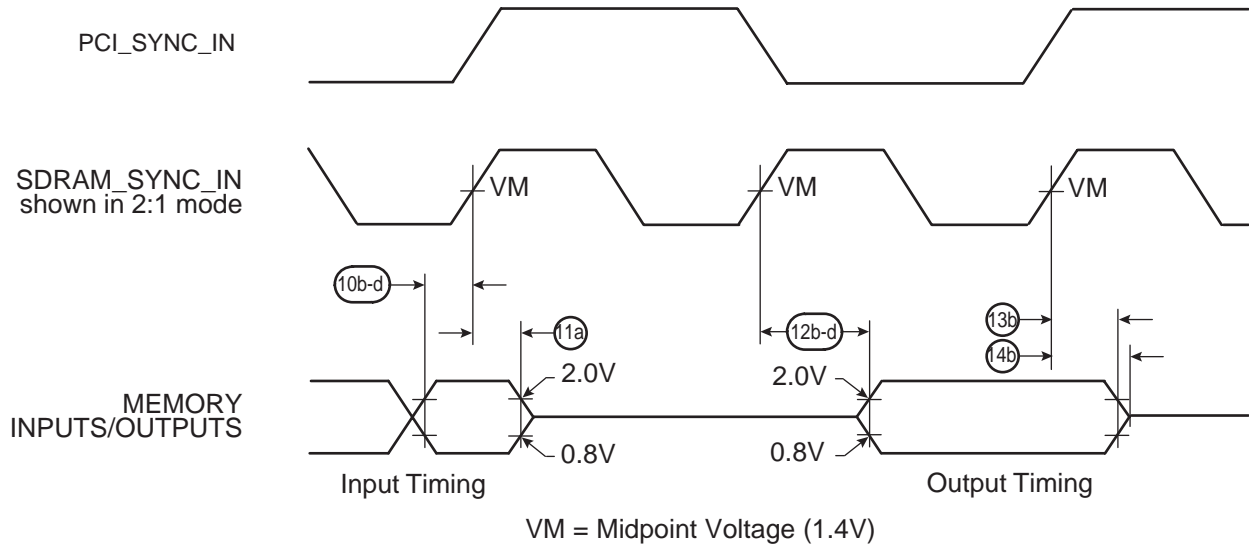 PCI_SYNC_IN
SDRAM_SYNC_IN
shown in 2:1 mode
VM
VM
VM
10b-d
11a
12b-d
13b
14b
MEMORY
INPUTS/OUTPUTS
2.0V
0.8V
2.0V
0.8V
Input Timing
Output Timing
VM = Midpoint Voltage (1.4V)